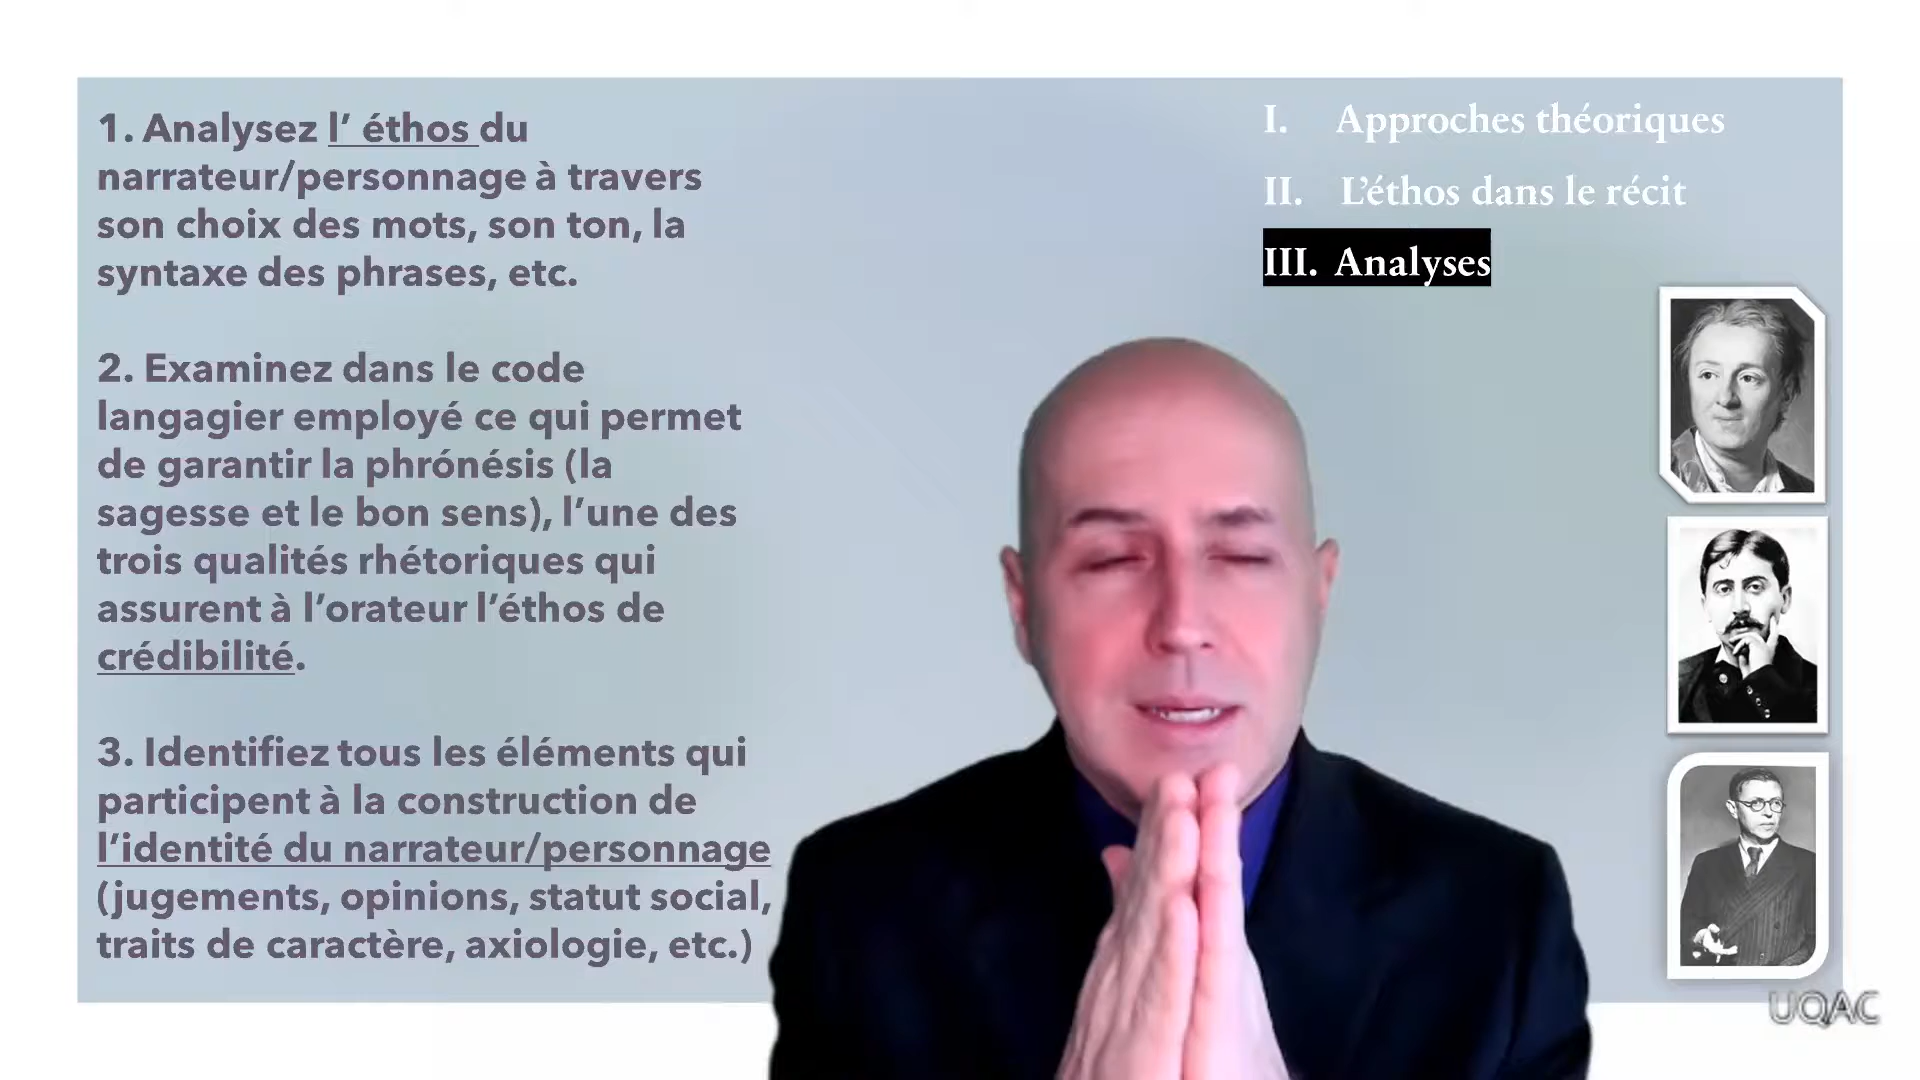 1. Analysez l’ éthos du
narrateur/personnage à travers
son choix des mots, son ton, la
syntaxe des phrases, etc.
2. Examinez dans le code
langagier employé ce qui permet
de garantir la phrónésis (la
sagesse et le bon sens), l’une des
trois qualités rhétoriques qui
assurent à l’orateur l’éthos de
crédibilité.
3. Identifiez tous les éléments qui
participent à la construction de
l’identité du narrateur/personnage
(jugements, opinions, statut social,
traits de caractère, axiologie, etc.)
I. Approches théoriques
II. L’éthos dans le récit
III. Analyses
UQAC